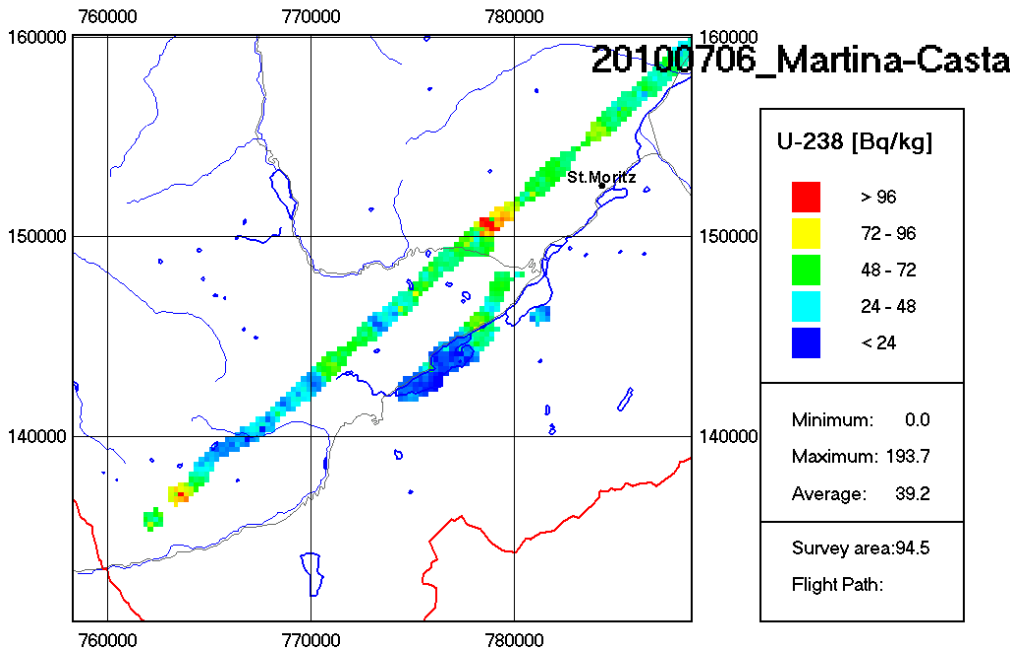 760000 770000 780000
160000 160000
20100706_Martina-Casta
U-238 [Bq/kg]
> 96
72 - 96
48 - 72
24 - 48
< 24
St.Moritz
150000 150000
140000 140000
Minimum: 0.0
Maximum: 193.7
Average: 39.2
Survey area:94.5
Flight Path:
760000 770000 780000